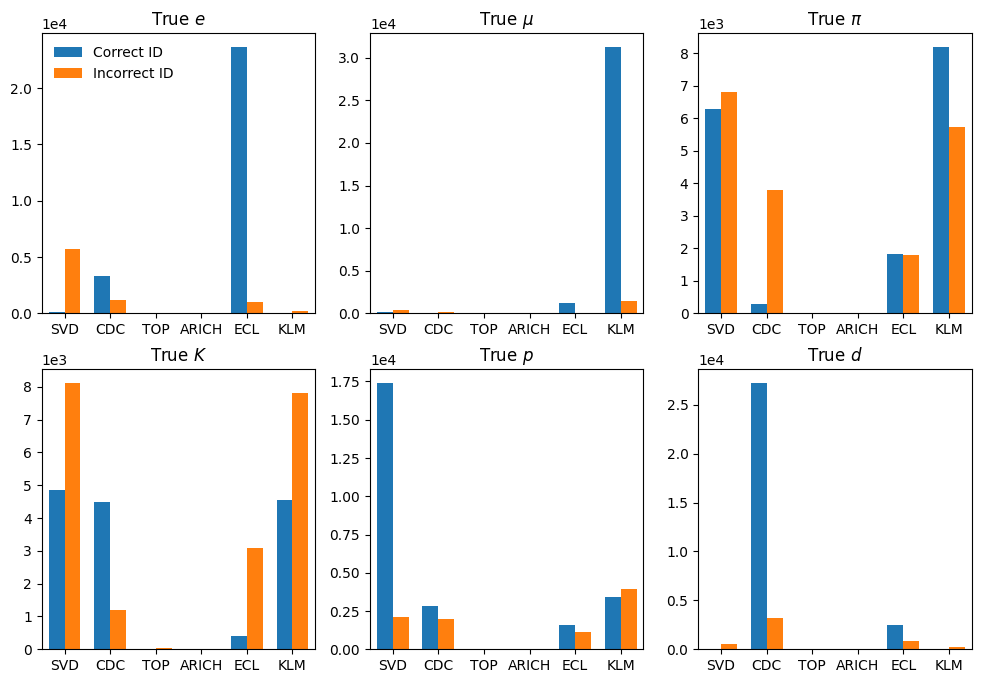 True e
1e4
2.0
1.5
1.0
0.5
0.0
Correct ID
Incorrect ID
SVD CDC TOP ARICH ECL KLM
True μ
1e4
3.0
2.5
2.0
1.5
1.0
0.5
0.0
SVD CDC TOP ARICH ECL KLM
True π
1e3
8
7
6
5
4
3
2
1
0
SVD CDC TOP ARICH ECL KLM
True K
1e3
8
7
6
5
4
3
2
1
0
SVD CDC TOP ARICH ECL KLM
True p
1e4
1.75
1.50
1.25
1.00
0.75
0.50
0.25
0.00
SVD CDC TOP ARICH ECL KLM
True d
1e4
2.5
2.0
1.5
1.0
0.5
0.0
SVD CDC TOP ARICH ECL KLM